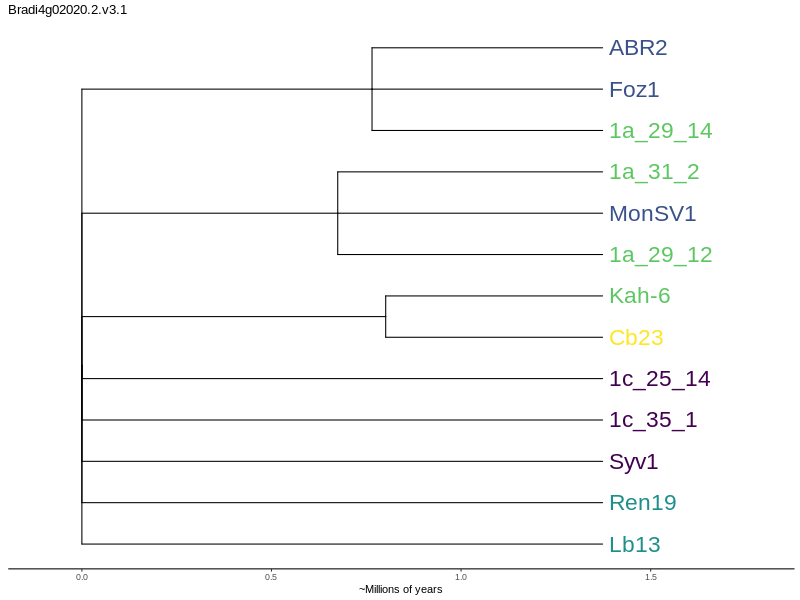 Bradi4g02020.2.v3.1
ABR2
Foz1
1a_29_14
1a_31_2
MonSV1
1a_29_12
Kah-6
Cb23
1c_25_14
1c_35_1
Syv1
Ren19
Lb13
0.0 0.5 1.0 1.5
~Millions of years